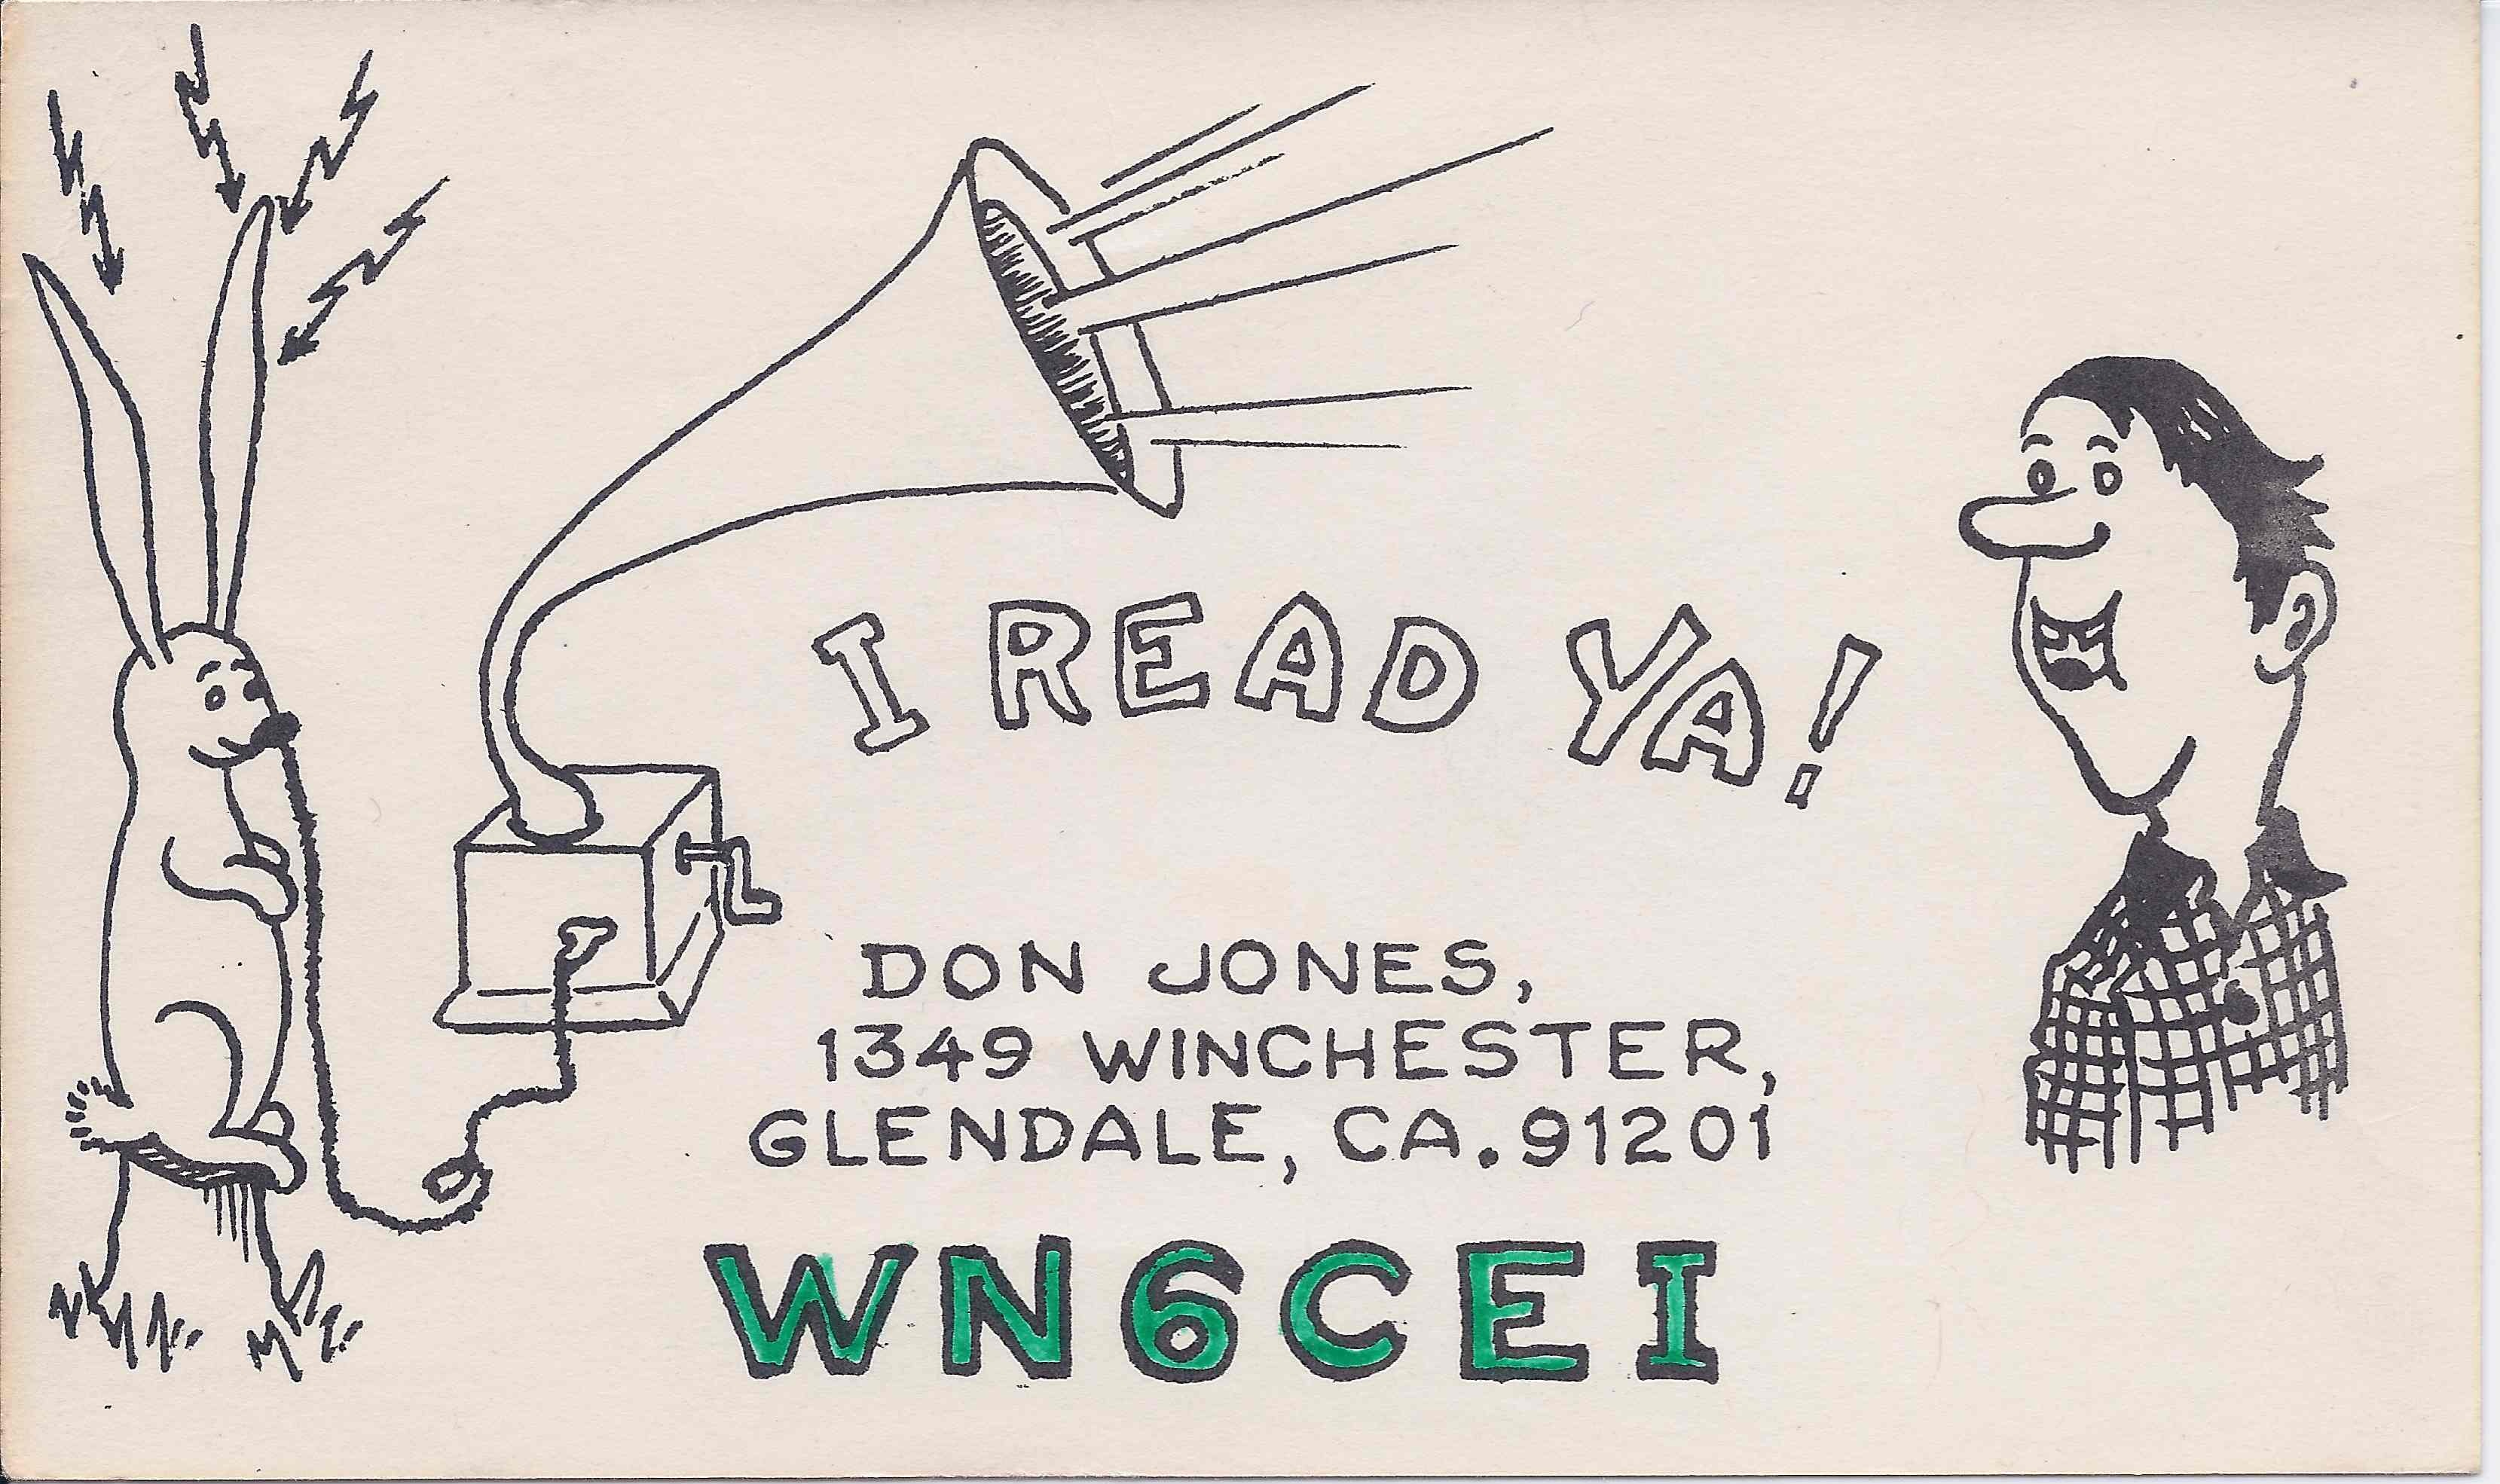 I READ YA!
DON JONES,
1349 WINCHESTER,
GLENDALE, CA. 91201
WN6CEI